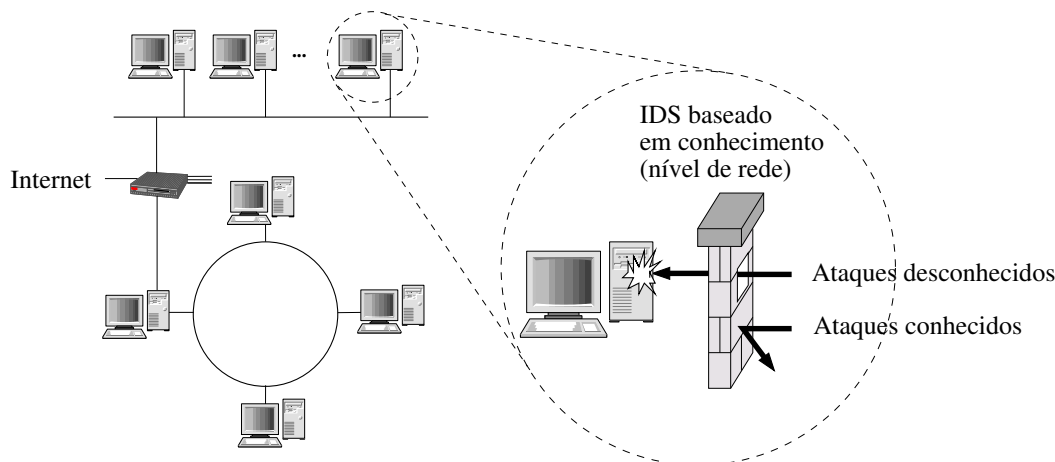 ...
IDS baseado
em conhecimento
(nível de rede)
Internet
Ataques desconhecidos
Ataques conhecidos